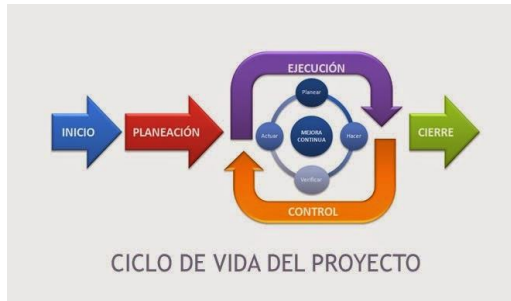 EJECUCIÓN
Planear
INICIO
PLANEACIÓN
Actuar
MEJORA
CONTINUA
Hacer
CIERRE
Verificar
CONTROL
CICLO DE VIDA DEL PROYECTO